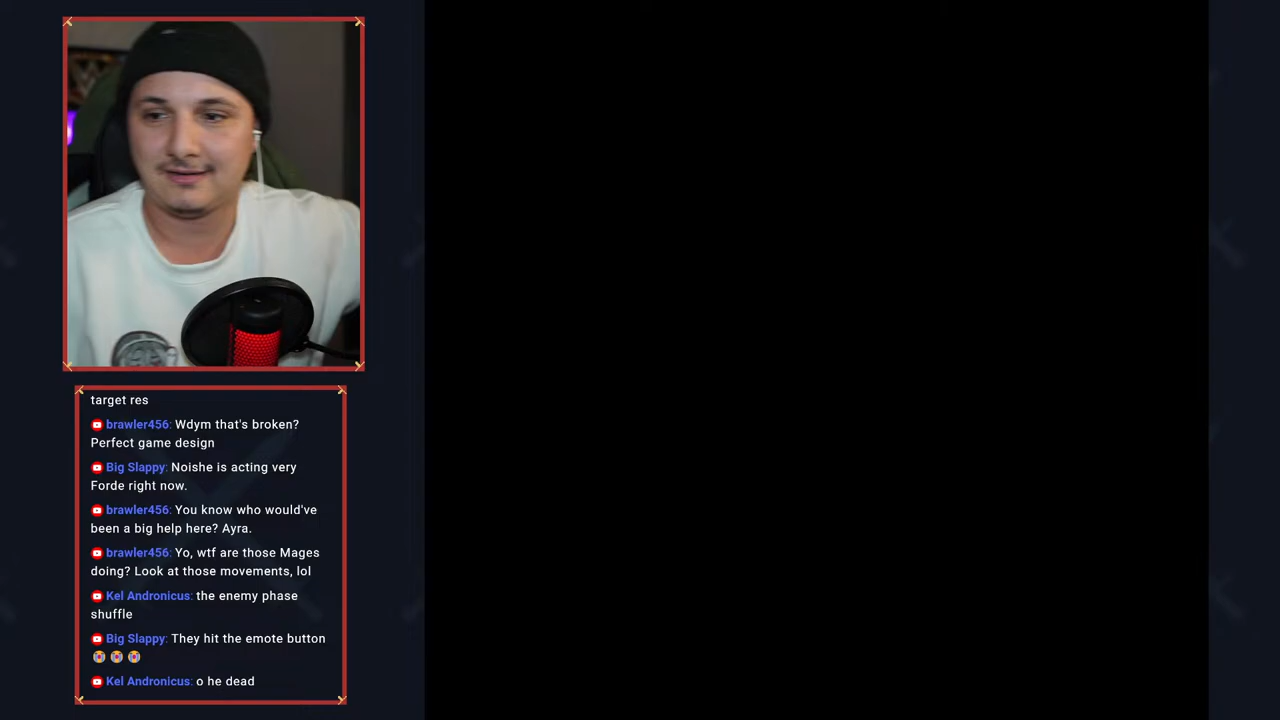 target res
brawler456: Wdym that's broken?
Perfect game design
Big Slappy: Noishe is acting very
Forde right now.
brawler456: You know who would've
been a big help here? Ayra.
brawler456: Yo, wtf are those Mages
doing? Look at those movements, lol
Kel Andronicus: the enemy phase
shuffle
Big Slappy: They hit the emote button
😭😭😭
Kel Andronicus: o he dead